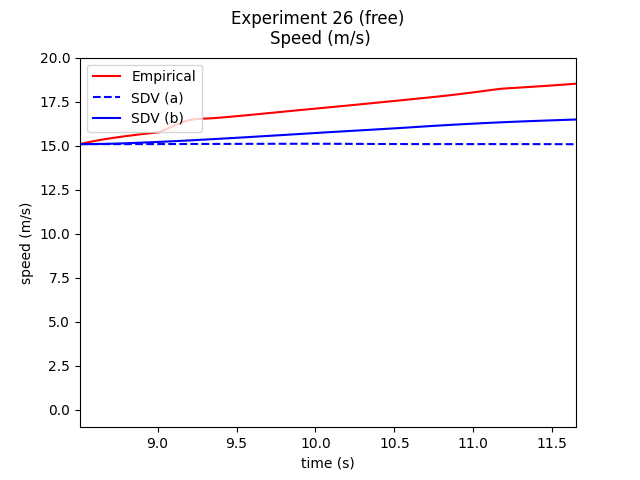 Experiment 26 (free)
Speed (m/s)
Empirical
SDV (a)
SDV (b)
20.0
17.5
15.0
12.5
10.0
7.5
5.0
2.5
0.0
speed (m/s)
9.0 9.5 10.0 10.5 11.0 11.5
time (s)